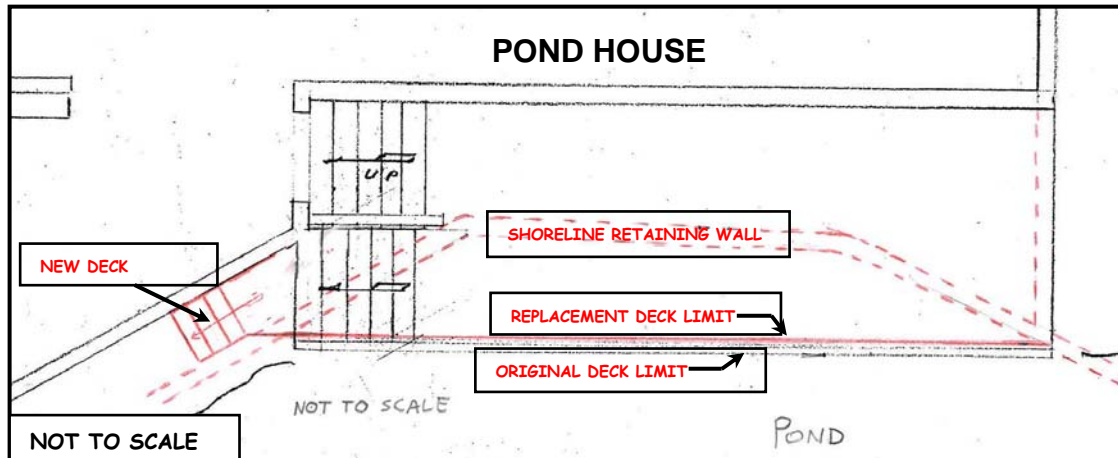 POND HOUSE
UP
SHORELINE RETAINING WALL
NEW DECK
REPLACEMENT DECK LIMIT
ORIGINAL DECK LIMIT
NOT TO SCALE
NOT TO SCALE
POND